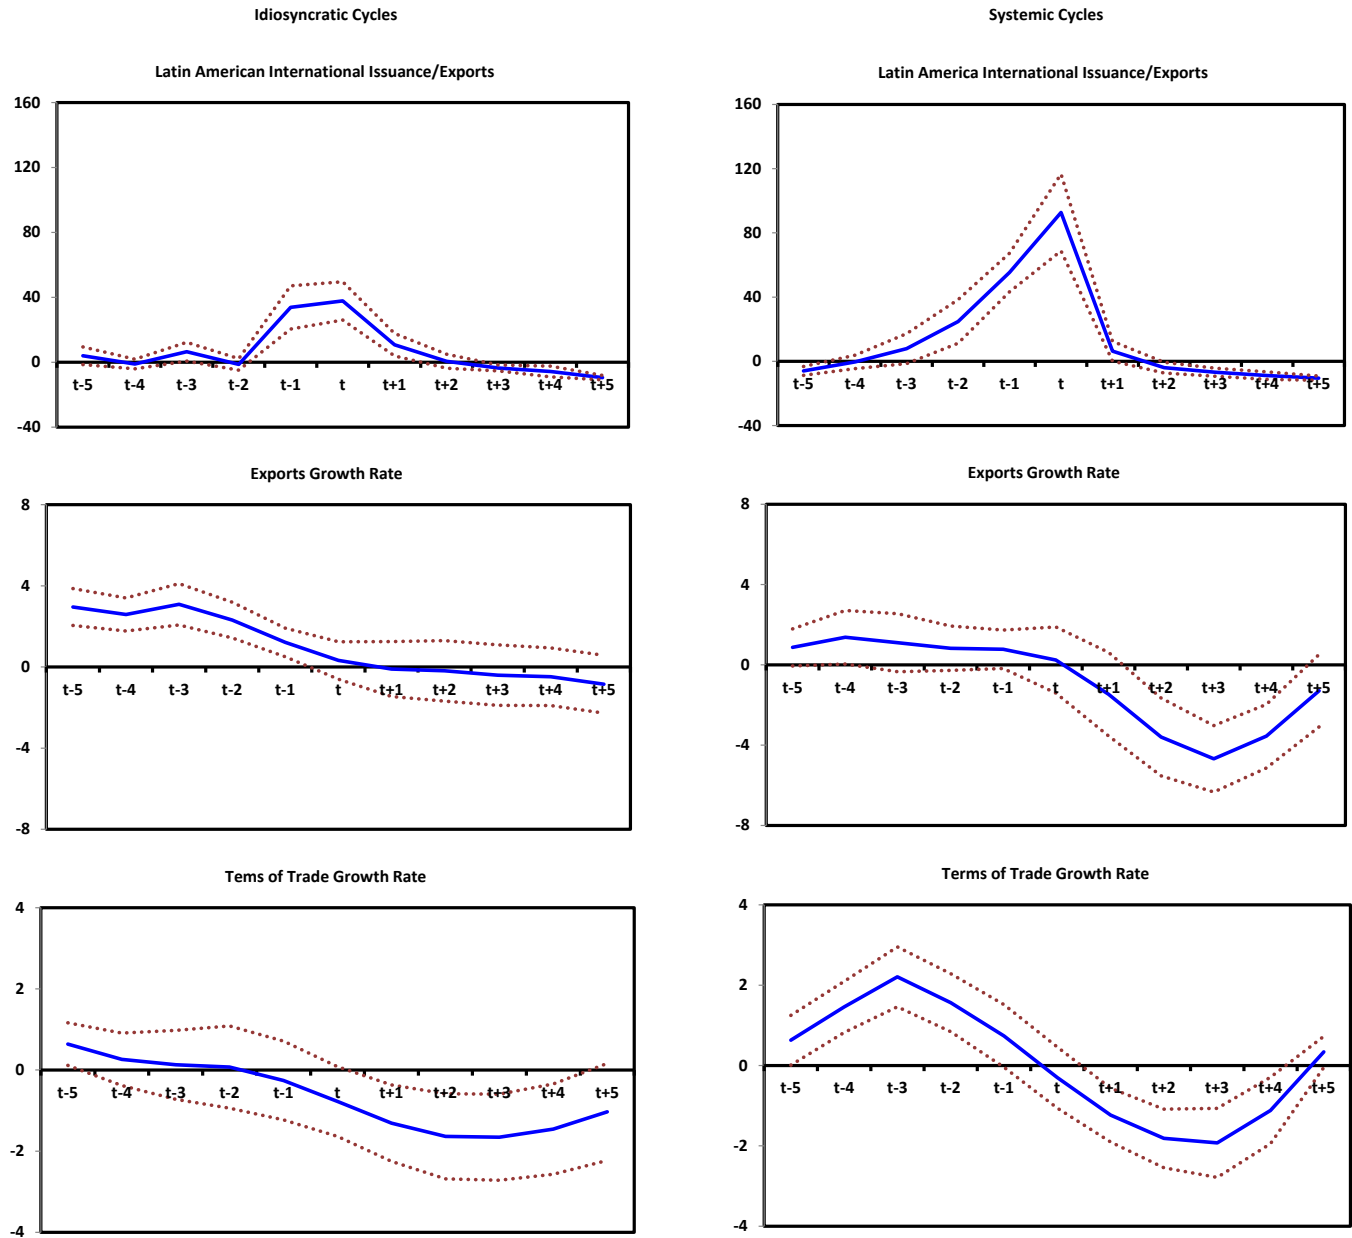 Idiosyncratic Cycles
Systemic Cycles
Latin American International Issuance/Exports
160
120
80
40
0
-40
t-5 t-4 t-3 t-2 t-1 t t+1 t+2 t+3 t+4 t+5
Latin America International Issuance/Exports
160
120
80
40
0
-40
t-5 t-4 t-3 t-2 t-1 t t+1 t+2 t+3 t+4 t+5
Exports Growth Rate
8
4
0
-4
-8
t-5 t-4 t-3 t-2 t-1 t t+1 t+2 t+3 t+4 t+5
Exports Growth Rate
8
4
0
-4
-8
t-5 t-4 t-3 t-2 t-1 t t+1 t+2 t+3 t+4 t+5
Tems of Trade Growth Rate
4
2
0
-2
-4
t-5 t-4 t-3 t-2 t-1 t t+1 t+2 t+3 t+4 t+5
Terms of Trade Growth Rate
4
2
0
-2
-4
t-5 t-4 t-3 t-2 t-1 t t+1 t+2 t+3 t+4 t+5